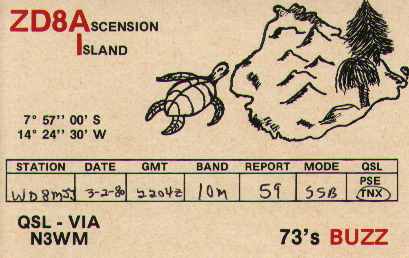 ZD8ASCENSION
ISLAND
7° 57" 00' S
14° 24" 30' W
STATION DATE GMT BAND REPORT MODE QSL
WD8MJJ 3-2-80 2204Z 10M 59 SSB PSE TNX
QSL - VIA
N3WM
73's BUZZ